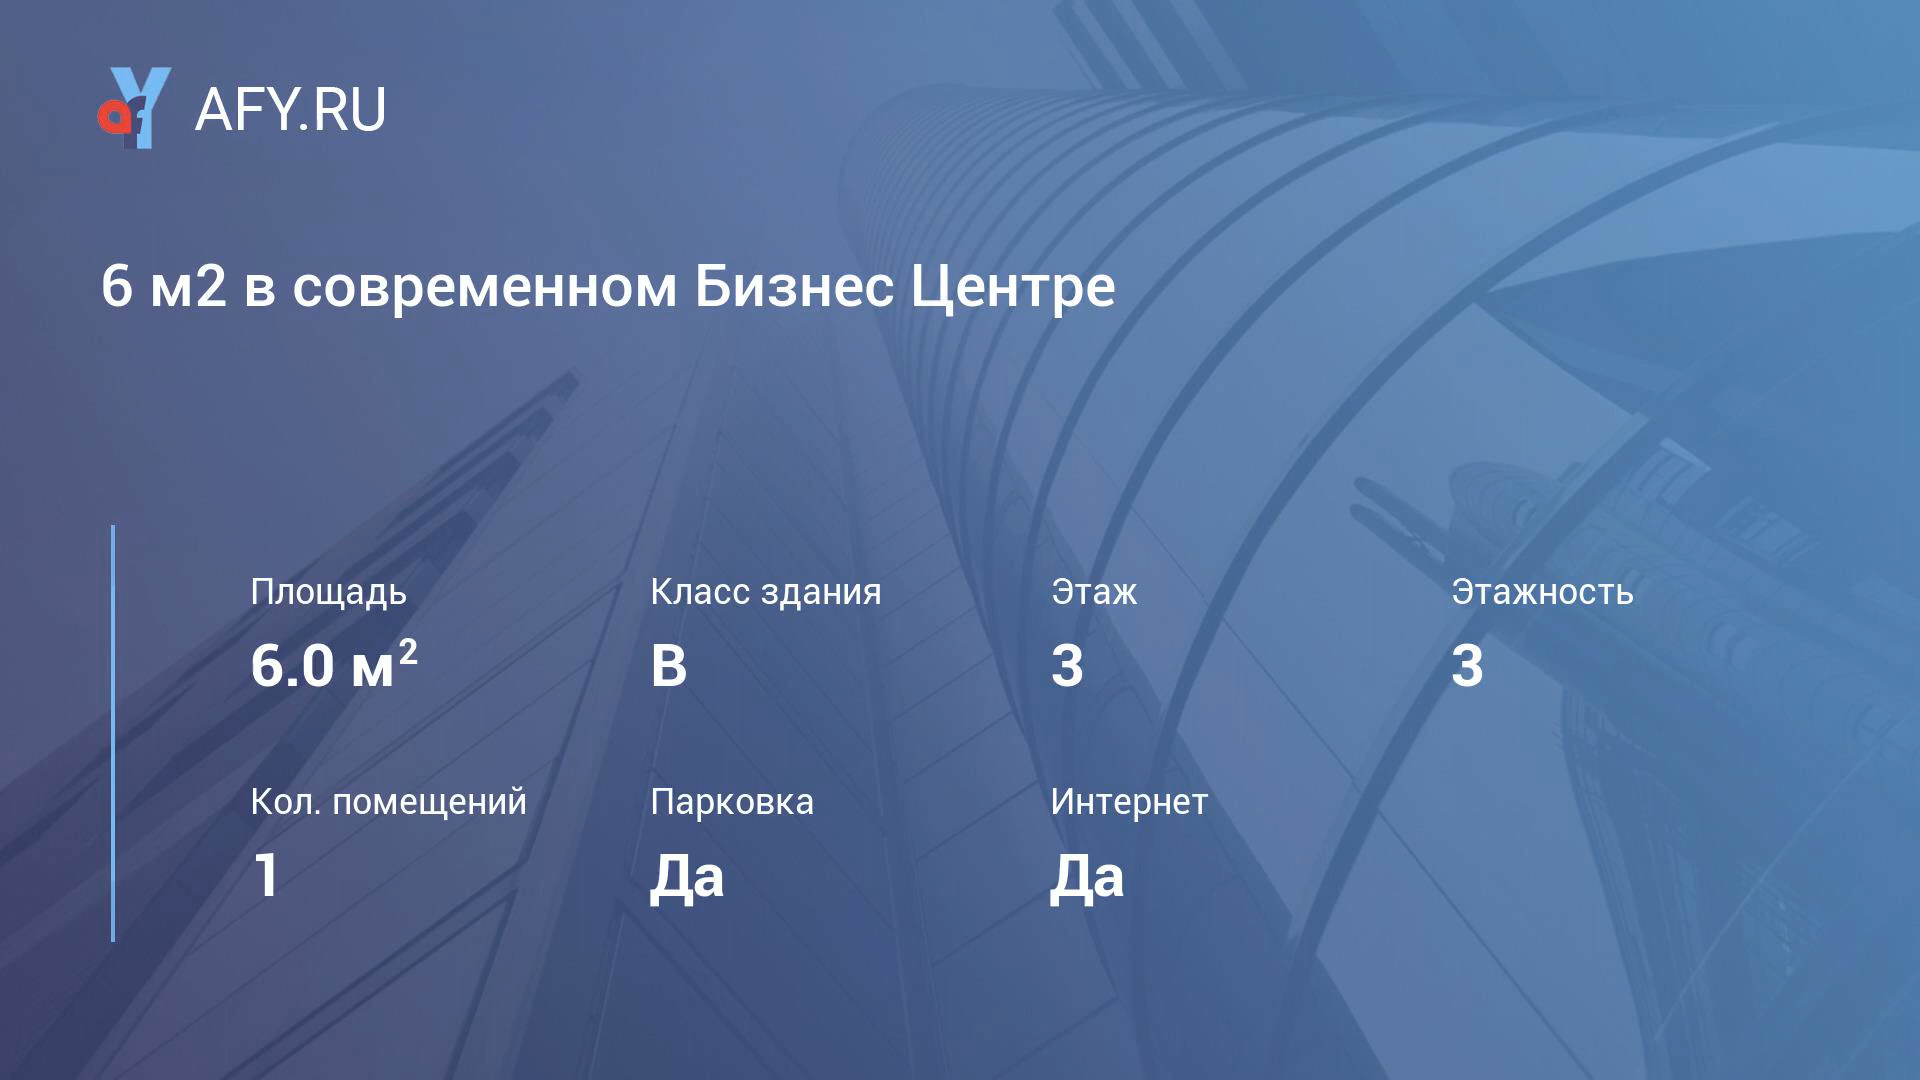 aFY AFY.RU
6 м2 в современном Бизнес Центре
Площадь
6.0 м²
Класс здания
B
Этаж
3
Этажность
3
Кол. помещений
1
Парковка
Да
Интернет
Да